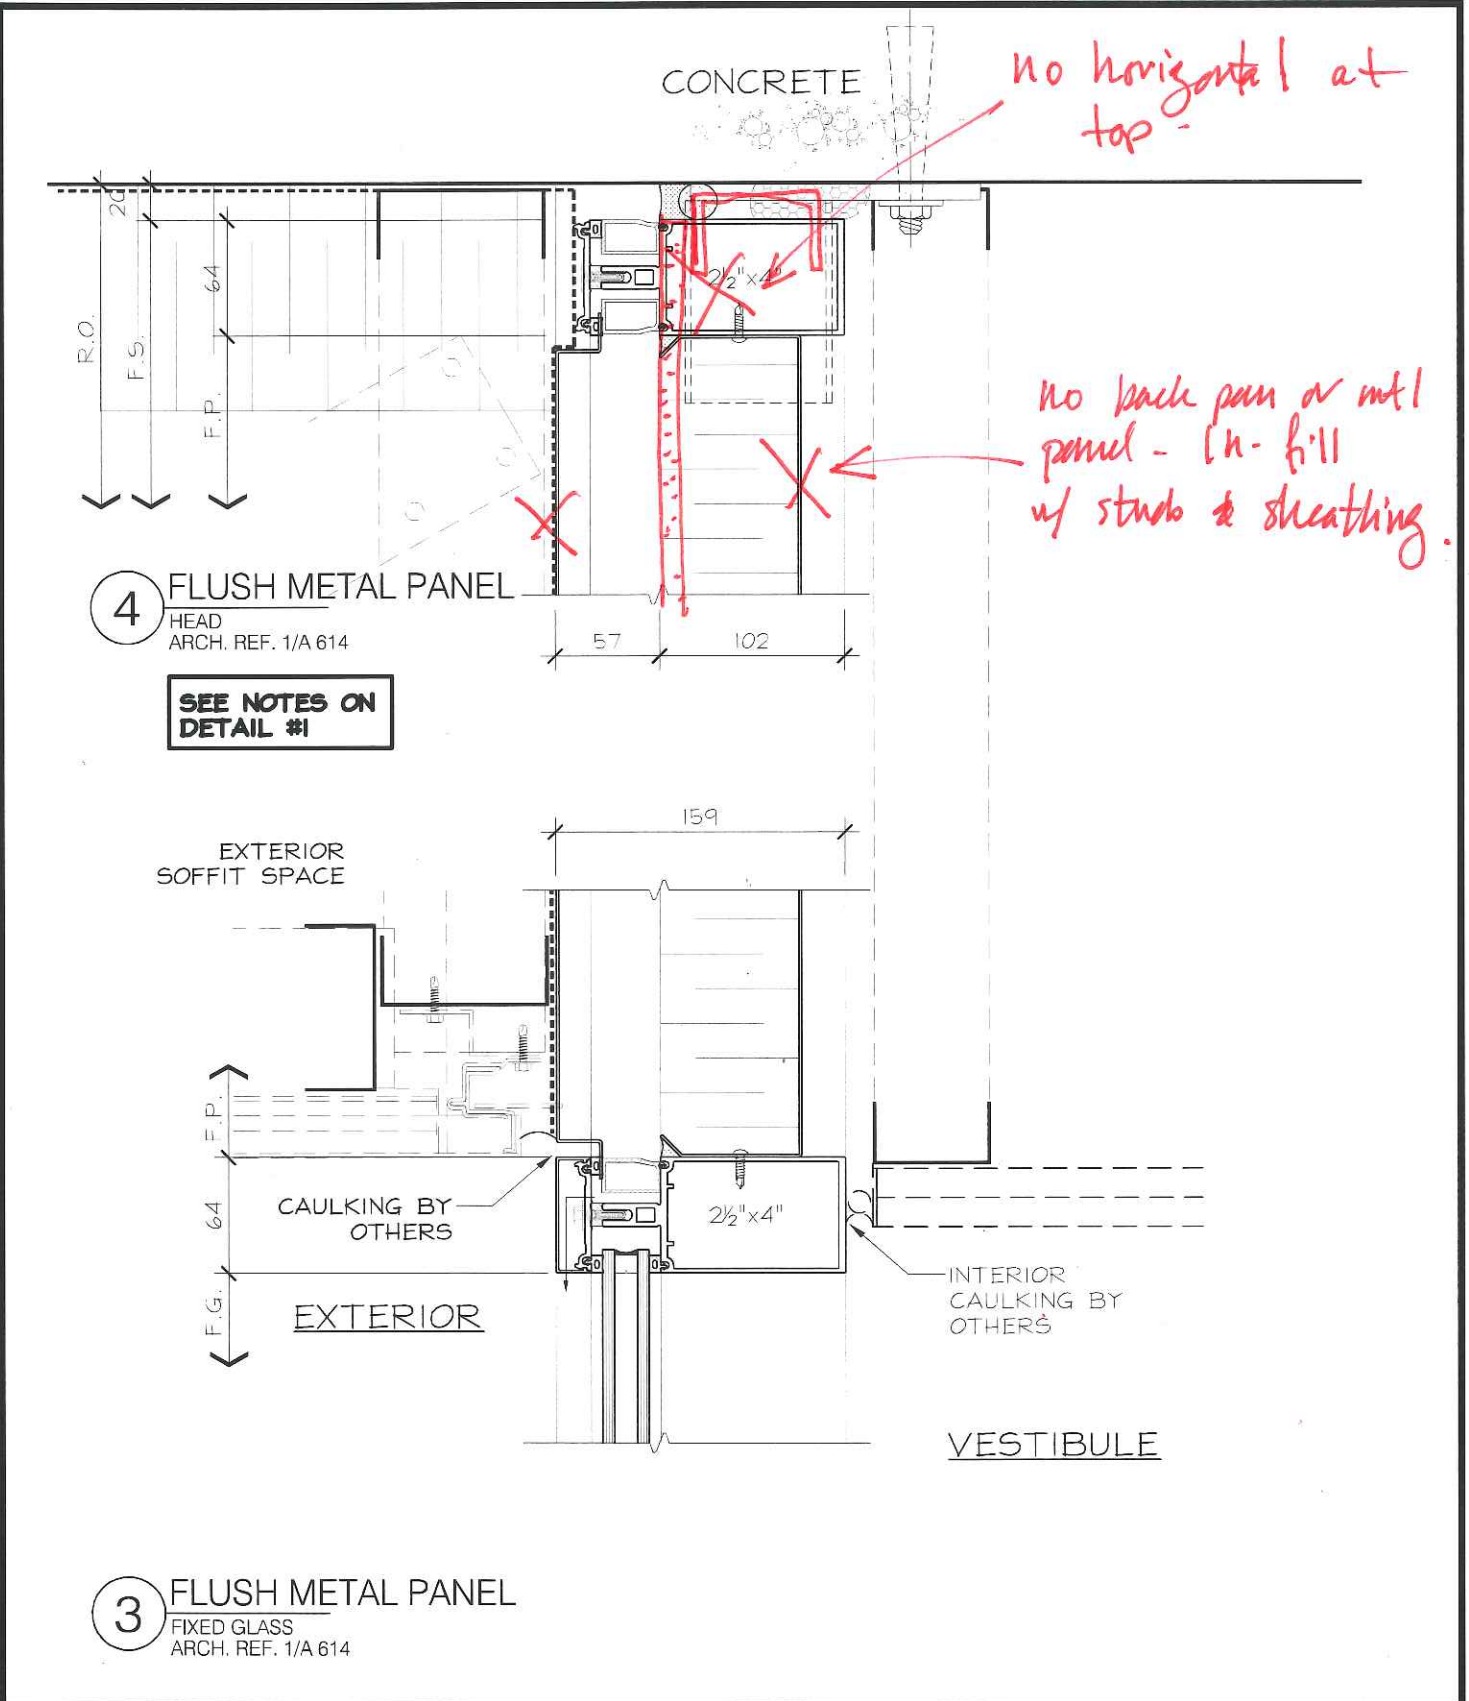 CONCRETE
no horizontal at
top -
20
R.O.
F.S.
64
F.P.
2½"x4"
no back pan or mtl
panel - In-fill
w/ studs & sheathing.
4
FLUSH METAL PANEL
HEAD
ARCH. REF. 1/A 614
57
102
SEE NOTES ON
DETAIL #1
159
EXTERIOR
SOFFIT SPACE
F.P.
64
F.G.
CAULKING BY
OTHERS
2½"x4"
EXTERIOR
INTERIOR
CAULKING BY
OTHERS
VESTIBULE
3
FLUSH METAL PANEL
FIXED GLASS
ARCH. REF. 1/A 614